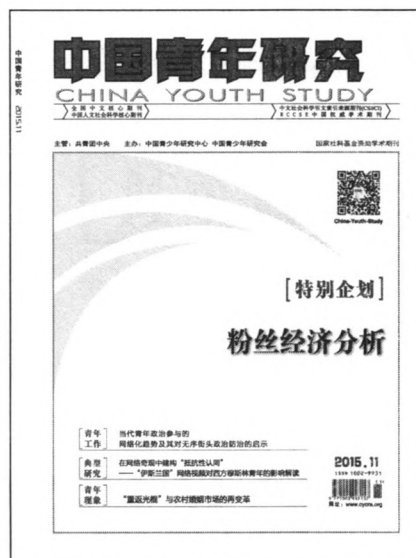 中国青年研究 2015.11
中国青年研究
CHINA YOUTH STUDY
全国中文核心期刊
中国人文社会科学核心期刊
中文社会科学引文索引来源期刊(CSSCI)
RCCSE中国权威学术期刊
主管：共青团中央 主办：中国青少年研究中心 中国青少年研究会 国家社科基金资助学术期刊
China-Youth-Study
[特别企划]
粉丝经济分析
青年工作
当代青年政治参与的
网络化趋势及其对无序街头政治防治的启示
典型研究
在网络奇观中建构“抵抗性认同”
——“伊斯兰国”网络视频对西方穆斯林青年的影响解读
青年现象
“赢返光棍”与农村婚姻市场的再变革
2015.11
ISSN 1002-9931
网址：www.cycrs.org